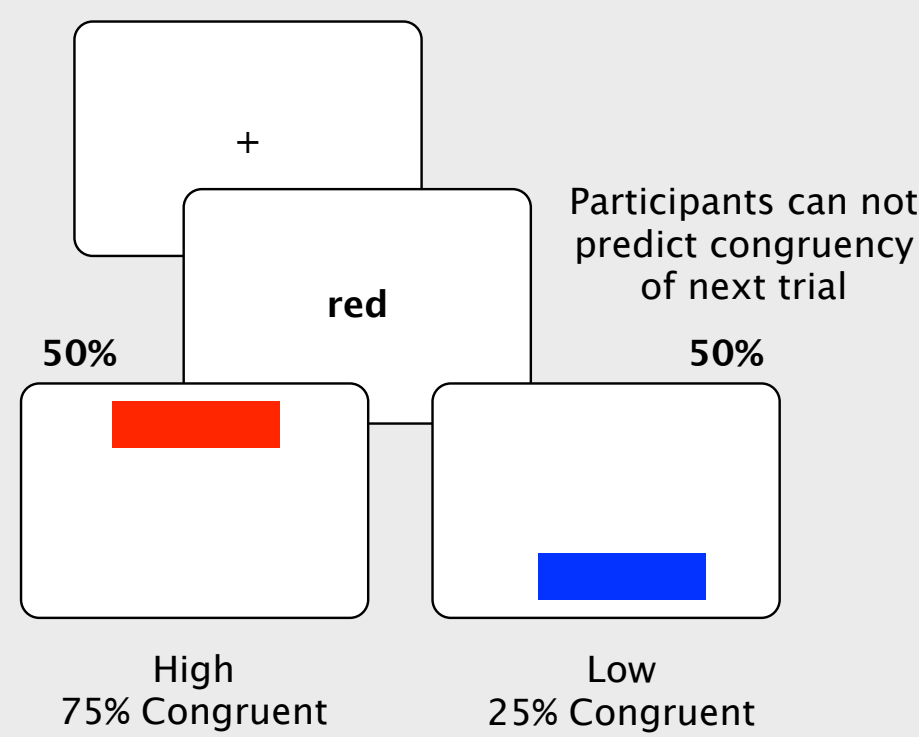 +
Participants can not
predict congruency
of next trial
red
50%
50%
High
75% Congruent
Low
25% Congruent